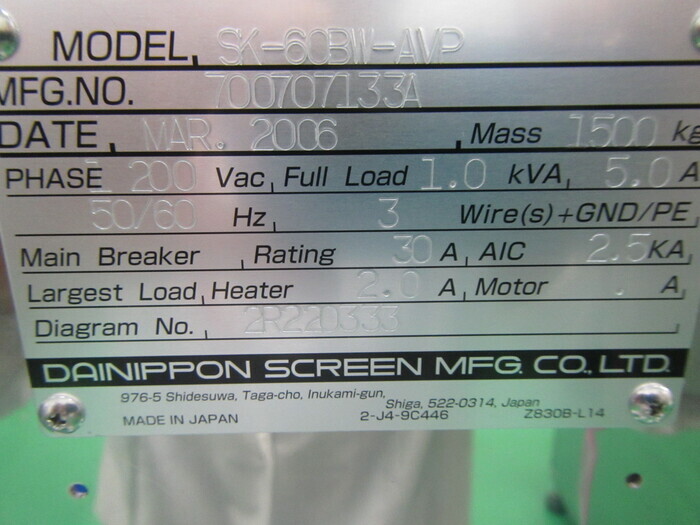 MODEL, SK-60BW-AVP
MFG.NO. 700707133A
DATE, MAR. 2006, Mass 1500 kg
PHASE 1 200 Vac, Full Load 1.0 kVA, 5.0 A
50/60 Hz, 3 Wire(s)+GND/PE
Main Breaker, Rating 30 A, AIC 2.5 KA,
Largest Load, Heater 2.0 A, Motor . A,
Diagram No., 2R220333
DAINIPPON SCREEN MFG. CO., LTD.
976-5 Shidesuwa, Taga-cho, Inukami-gun,
Shiga, 522-0314, Japan
MADE IN JAPAN 2-J4-9C446 Z8308-L14